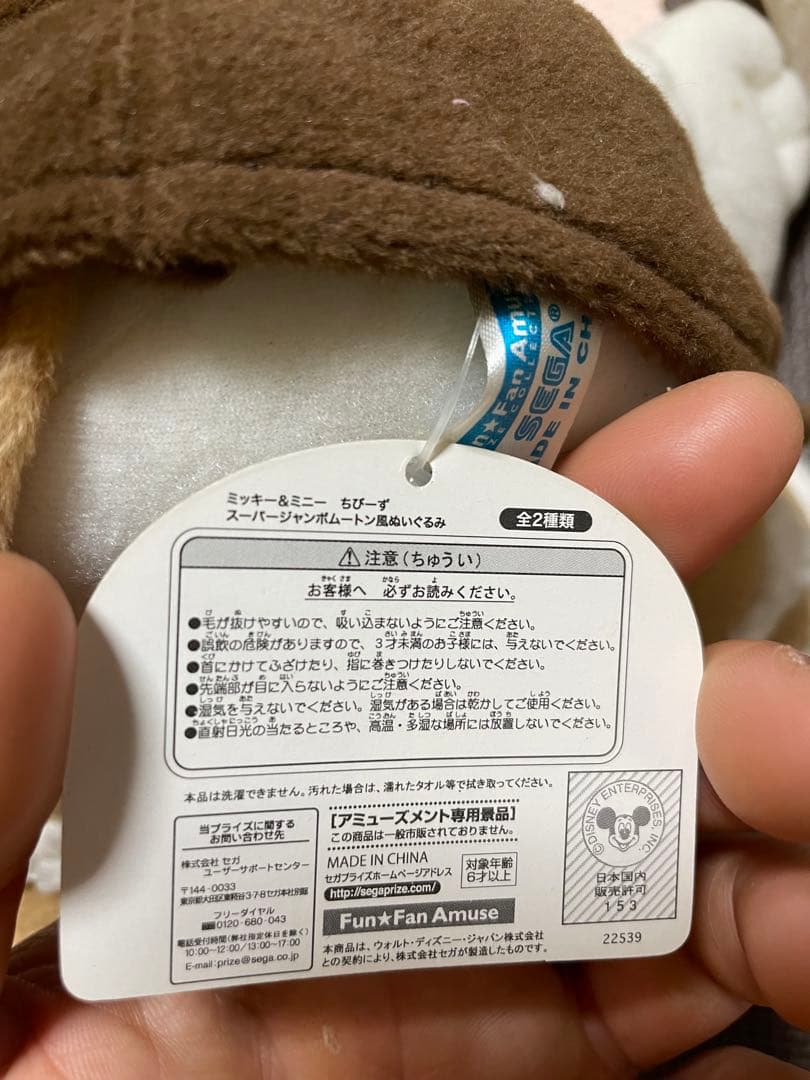 Fun★Fan Amu
SEGA®
DE IN CH
ミッキー&ミニー ちびーず
スーパージャンボムートン風ぬいぐるみ
全2種類
⚠注意(ちゅうい)
お客様へ 必ずお読みください。
●毛が抜けやすいので、吸い込まないようにご注意ください。
●誤飲の危険がありますので、3才未満のお子様には、与えないでください。
●首にかけてふざけたり、指に巻きつけたりしないでください。
●先端部が目に入らないようにご注意ください。
●湿気を与えないでください。湿気がある場合は乾かしてご使用ください。
●直射日光の当たるところや、高温・多湿な場所には放置しないでください。
本品は洗濯できません。汚れた場合は、濡れたタオル等で拭き取ってください。
当プライズに関する
お問い合わせ先
株式会社 セガ
ユーザーサポートセンター
〒144-0033
東京都大田区東糀谷3-7-8セガ本社別館
フリーダイヤル
0120-680-043
電話受付時間(弊社指定休日を除く)
10:00~12:00/13:00~17:00
E-mail:prize@sega.co.jp
[アミューズメント専用景品]
この商品は一般市販されておりません。
MADE IN CHINA
セガプライズホームページアドレス
http://segaprize.com/
対象年齢
6才以上
Fun★Fan Amuse
本商品は、ウォルト・ディズニー・ジャパン株式会社
との契約により、株式会社セガが製造したものです。
©DISNEY ENTERPRISES, INC.
日本国内
販売許可
153
22539